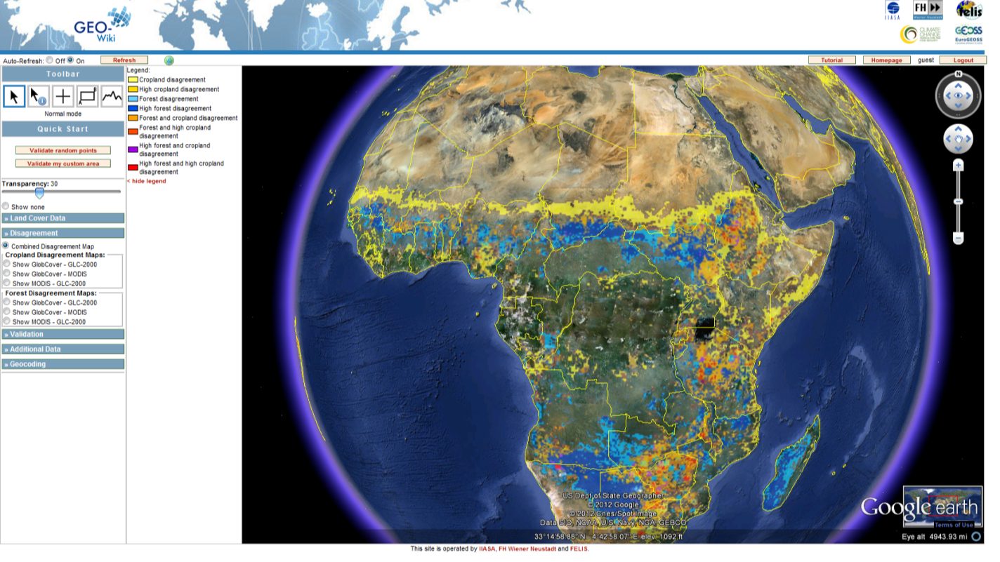 GEO-
Wiki
IIASA
FH
Wiener Neustadt
felis
CLIMATE
CHANGE
GEOSS
EuroGEOSS
Auto-Refresh: Off On
Refresh
Tutorial
Homepage
guest
Logout
Toolbar
Normal mode
Quick Start
Validate random points
Validate my custom area
Transparency: 30
Show none
» Land Cover Data
» Disagreement
Combined Disagreement Map
Cropland Disagreement Maps:
Show GlobCover - GLC-2000
Show GlobCover - MODIS
Show MODIS - GLC-2000
Forest Disagreement Maps:
Show GlobCover - GLC-2000
Show GlobCover - MODIS
Show MODIS - GLC-2000
» Validation
» Additional Data
» Geocoding
Legend:
Cropland disagreement
High cropland disagreement
Forest disagreement
High forest disagreement
Forest and cropland disagreement
Forest and high cropland
disagreement
High forest and cropland
disagreement
High forest and high cropland
disagreement
< hide legend
N
US Dept of State Geographer
© 2012 Google
© 2012 Cnes/Spot Image
Data SIO, NOAA, U.S. Navy, NGA, GEBCO
33°14'58.88" N 4°42'58.07" E elev 1092 ft
Google earth
Terms of Use
Eye alt 4943.93 mi
This site is operated by IIASA, FH Wiener Neustadt and FELIS.